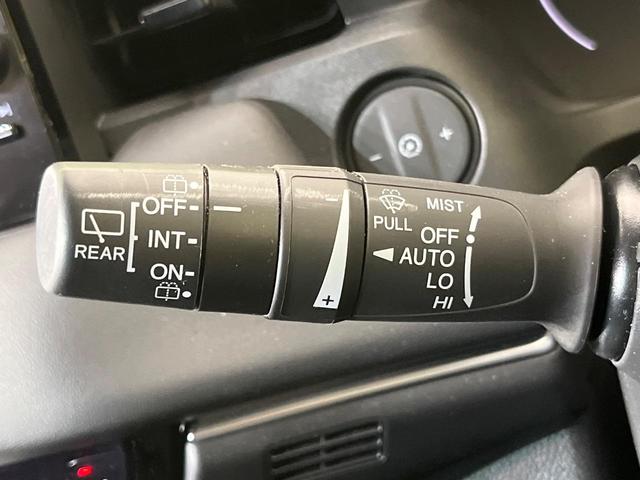 OFF
INT
ON
REAR
- +
MIST
PULL
OFF
AUTO
LO
HI
- +